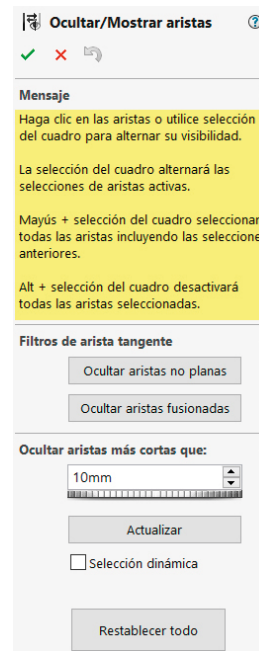 Ocultar/Mostrar aristas
Mensaje
Haga clic en las aristas o utilice selección
del cuadro para alternar su visibilidad.
La selección del cuadro alternará las
selecciones de aristas activas.
Mayús + selección del cuadro seleccionar
todas las aristas incluyendo las seleccione
anteriores.
Alt + selección del cuadro desactivará
todas las aristas seleccionadas.
Filtros de arista tangente
Ocultar aristas no planas
Ocultar aristas fusionadas
Ocultar aristas más cortas que:
10mm
Actualizar
Selección dinámica
Restablecer todo